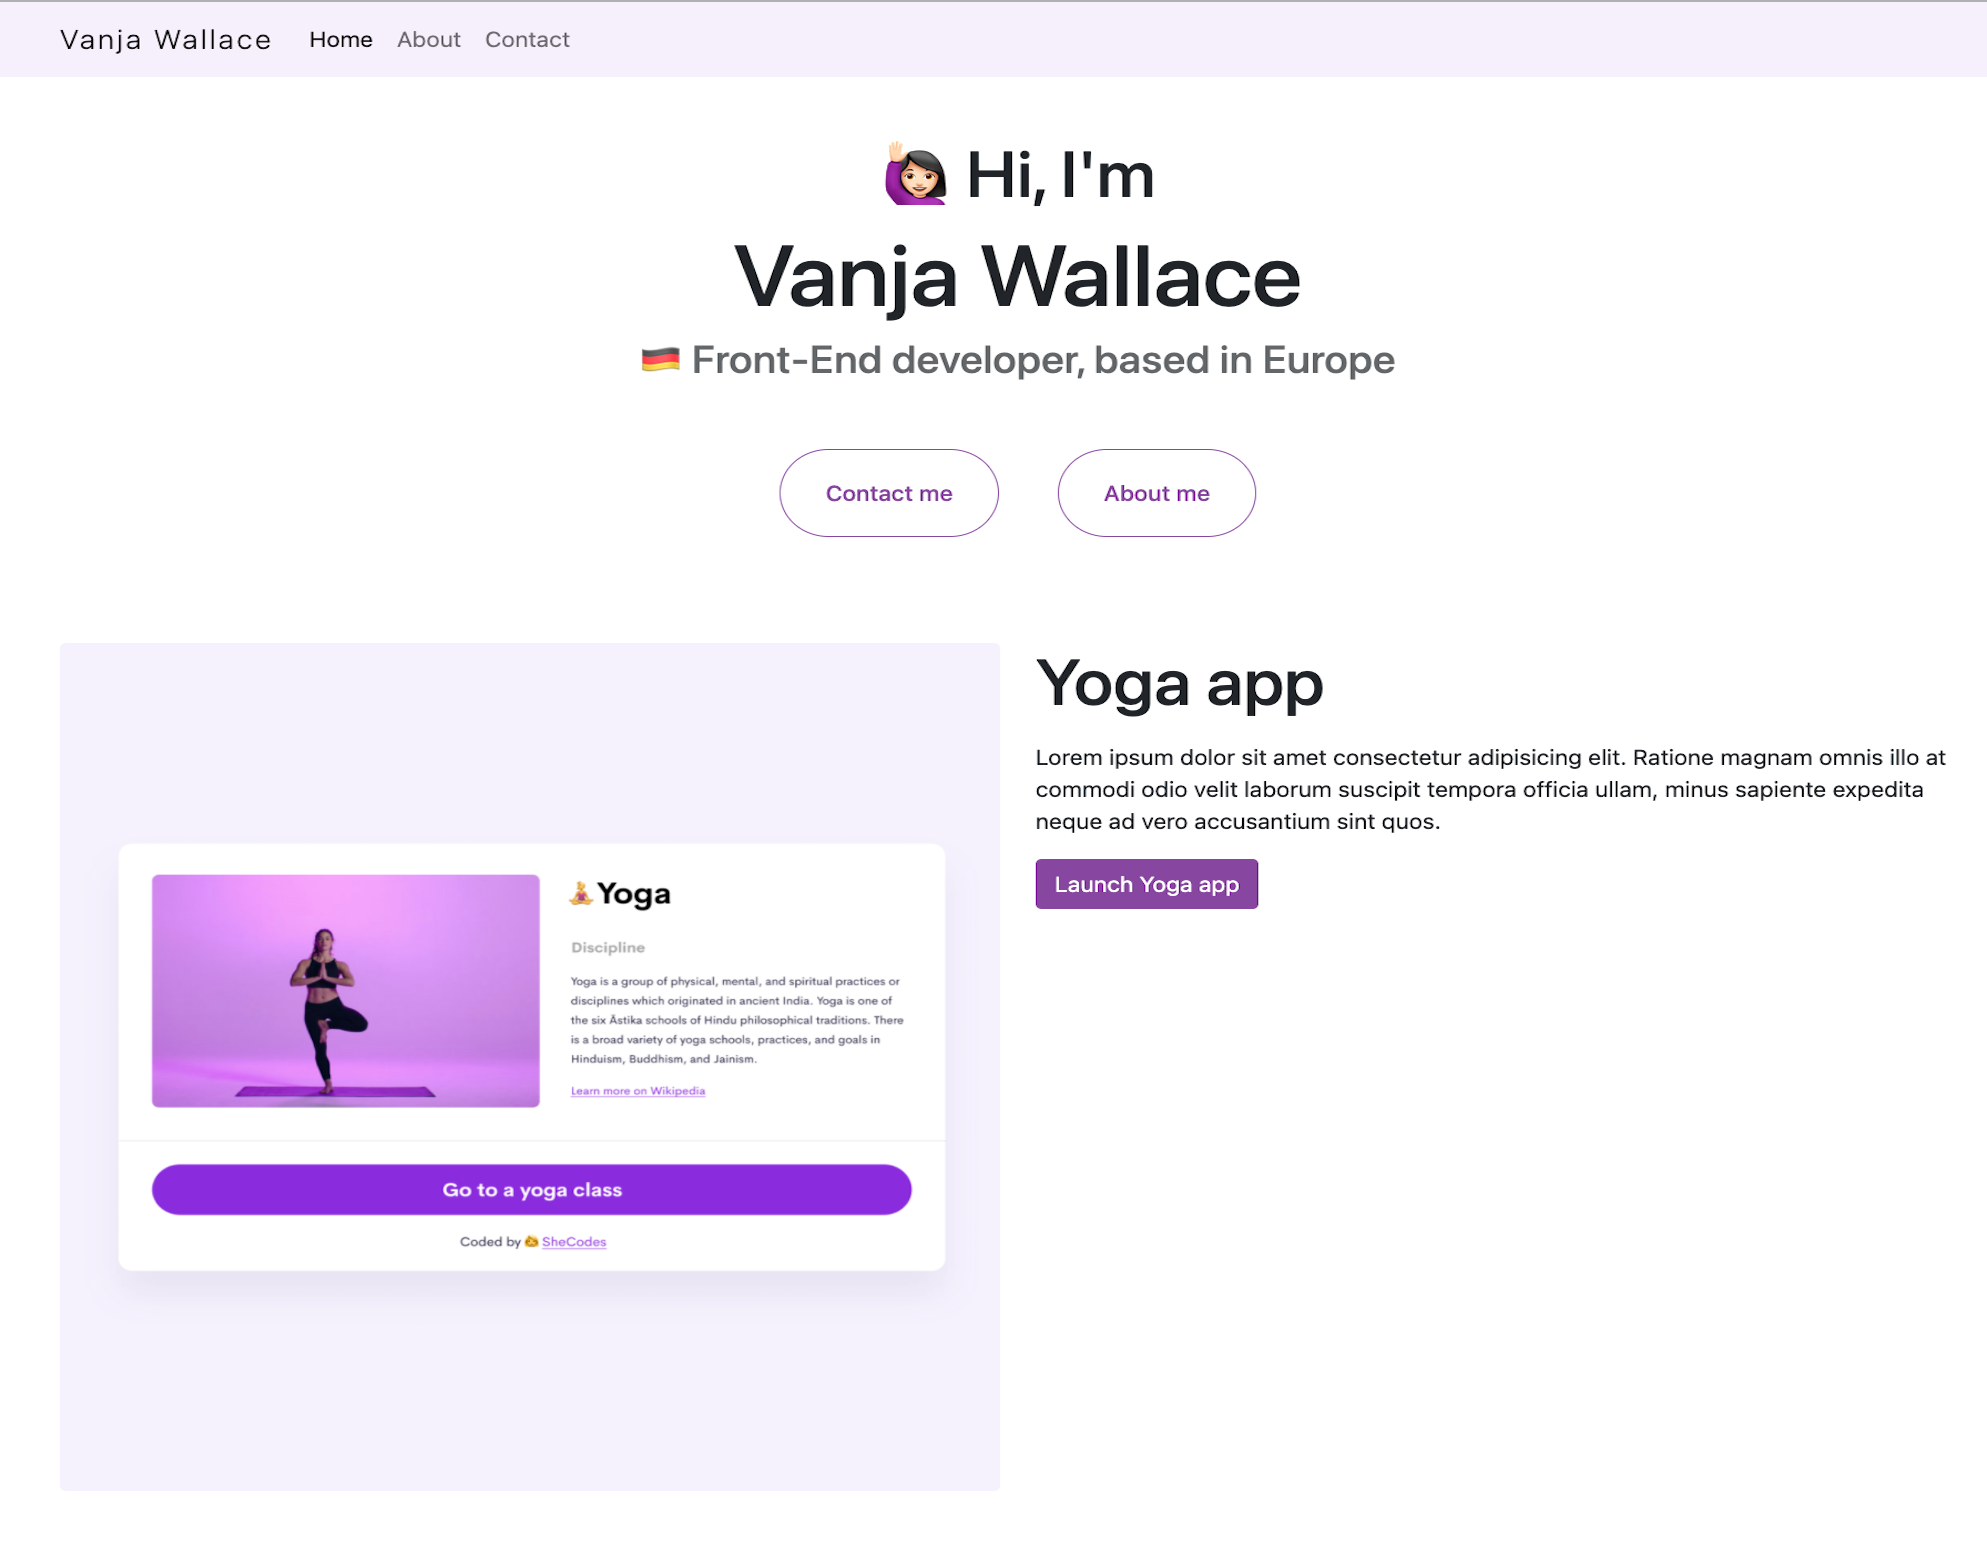 Vanja Wallace Home About Contact
🙋🏻‍♀️ Hi, I'm
Vanja Wallace
🇩🇪 Front-End developer, based in Europe
Contact me About me
Yoga app
Lorem ipsum dolor sit amet consectetur adipisicing elit. Ratione magnam omnis illo at
commodi odio velit laborum suscipit tempora officia ullam, minus sapiente expedita
neque ad vero accusantium sint quos.
Launch Yoga app
🧘Yoga
Discipline
Yoga is a group of physical, mental, and spiritual practices or
disciplines which originated in ancient India. Yoga is one of
the six Āstika schools of Hindu philosophical traditions. There
is a broad variety of yoga schools, practices, and goals in
Hinduism, Buddhism, and Jainism.
Learn more on Wikipedia
Go to a yoga class
Coded by SheCodes